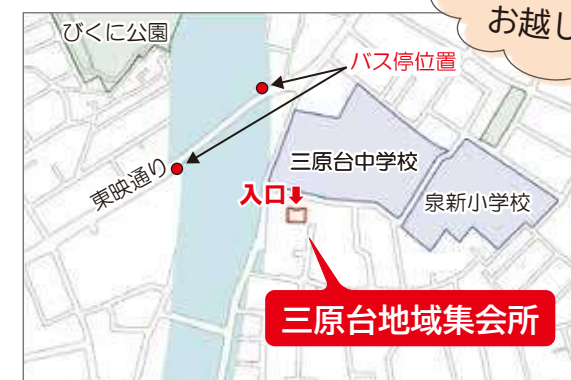 お越し
びくに公園
バス停位置
三原台中学校
東映通り
入口
泉新小学校
三原台地域集会所